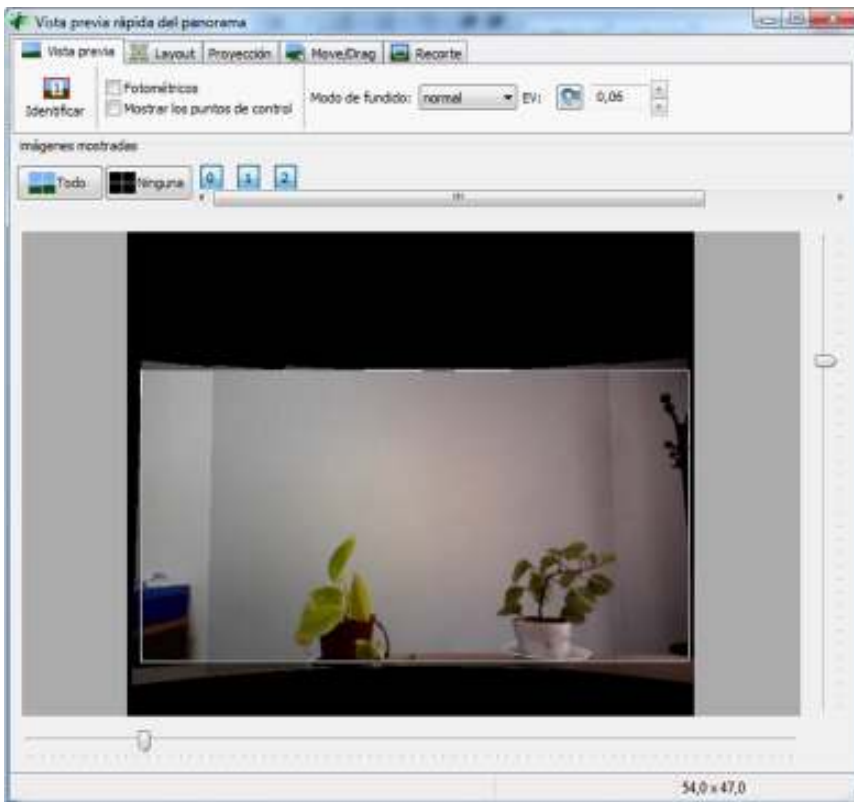 Vista previa rápida del panorama
Vista previa Layout Proyección Move/Drag Recorte
Identificar
Fotométricos
Mostrar los puntos de control
Modo de fundido: normal EV: 0,06
mágenes mostradas
Todo Ninguna 0 1 2
54,0 x 47,0